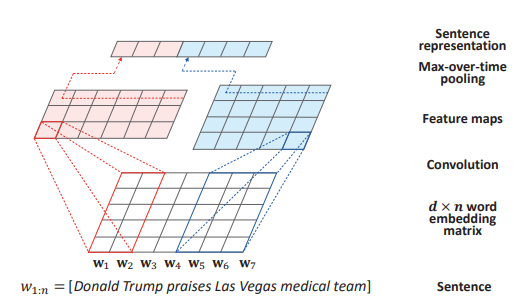 Sentence
representation
Max-over-time
pooling
Feature maps
Convolution
d × n word
embedding
matrix
w₁ w₂ w₃ w₄ w₅ w₆ w₇
w₁:ₙ = [Donald Trump praises Las Vegas medical team]
Sentence